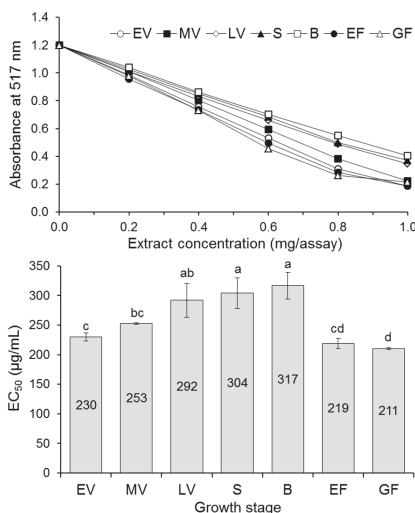 EV MV LV S B EF GF
1.4
1.2
1.0
0.8
0.6
0.4
0.2
0.0
Absorbance at 517 nm
0.0 0.2 0.4 0.6 0.8 1.0
Extract concentration (mg/assay)
350
300
250
200
150
100
50
0
EC50 (µg/mL)
c bc ab a a cd d
230 253 292 304 317 219 211
EV MV LV S B EF GF
Growth stage